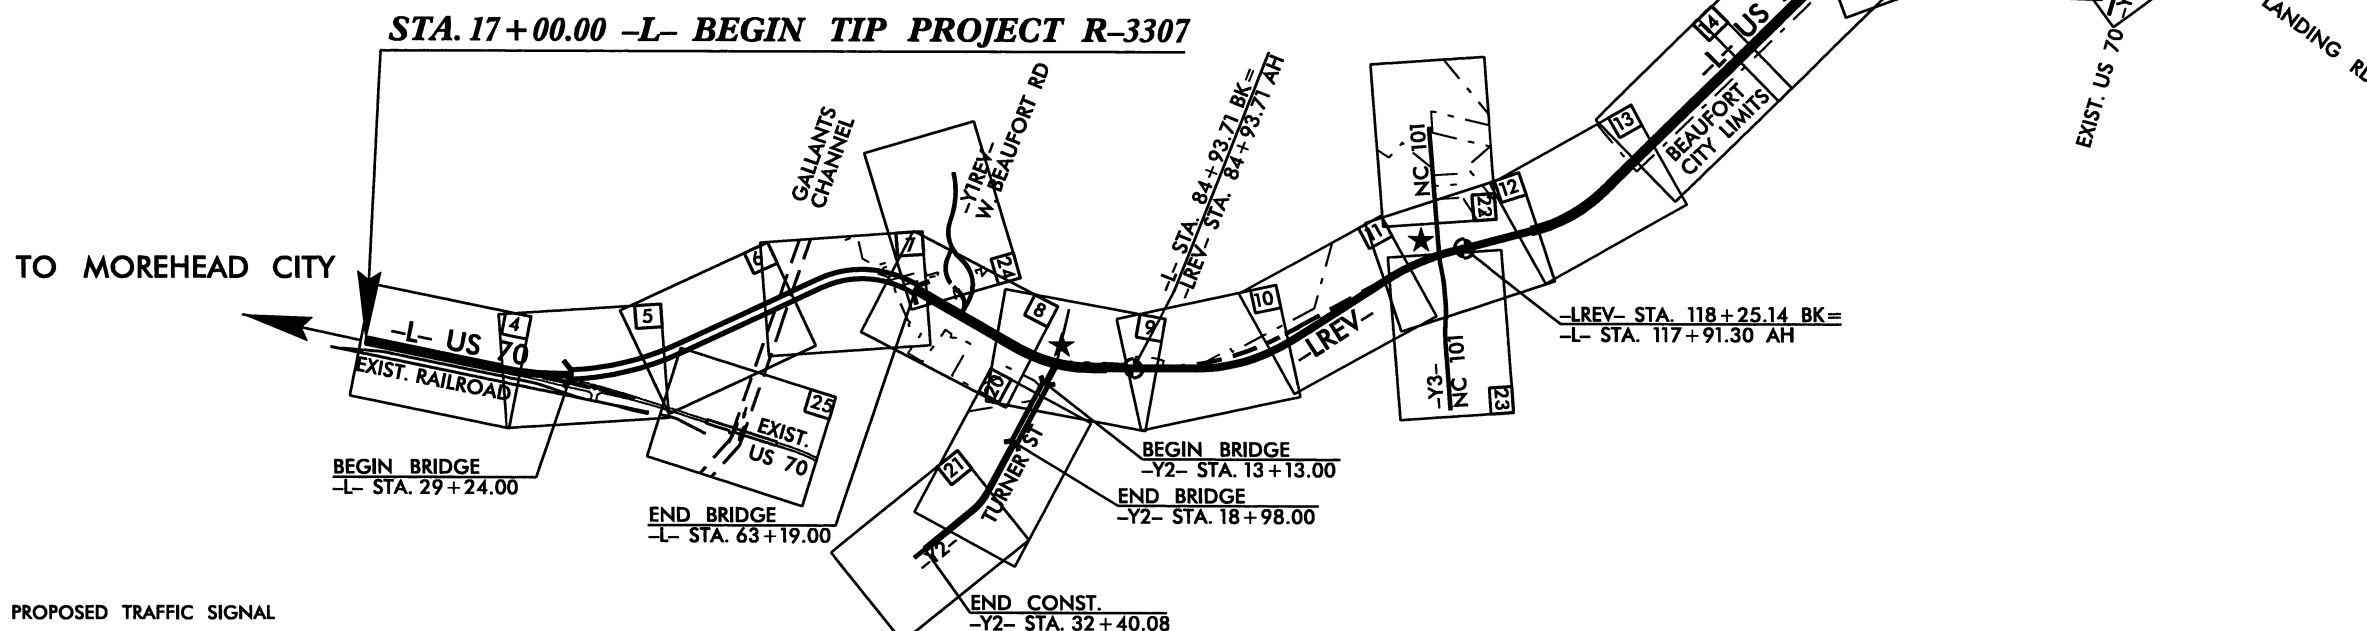 STA. 17+00.00 –L– BEGIN TIP PROJECT R–3307
TO MOREHEAD CITY
–L– US 70
EXIST. RAILROAD
4
5
6
7
GALLANTS
CHANNEL
–Y1REV–
W. BEAUFORT RD
24
8
9
–L– STA. 84+93.71 BK=
–LREV– STA. 84+93.71 AH
10
–LREV–
11
NC 101
22
12
13
BEAUFORT
CITY LIMITS
14
–L– US
EXIST. US 70
LANDING RD
–LREV– STA. 118+25.14 BK=
–L– STA. 117+91.30 AH
–Y3–
NC 101
23
20
25
EXIST.
US 70
21
TURNER ST
–Y2–
BEGIN BRIDGE
–L– STA. 29+24.00
END BRIDGE
–L– STA. 63+19.00
BEGIN BRIDGE
–Y2– STA. 13+13.00
END BRIDGE
–Y2– STA. 18+98.00
END CONST.
–Y2– STA. 32+40.08
PROPOSED TRAFFIC SIGNAL